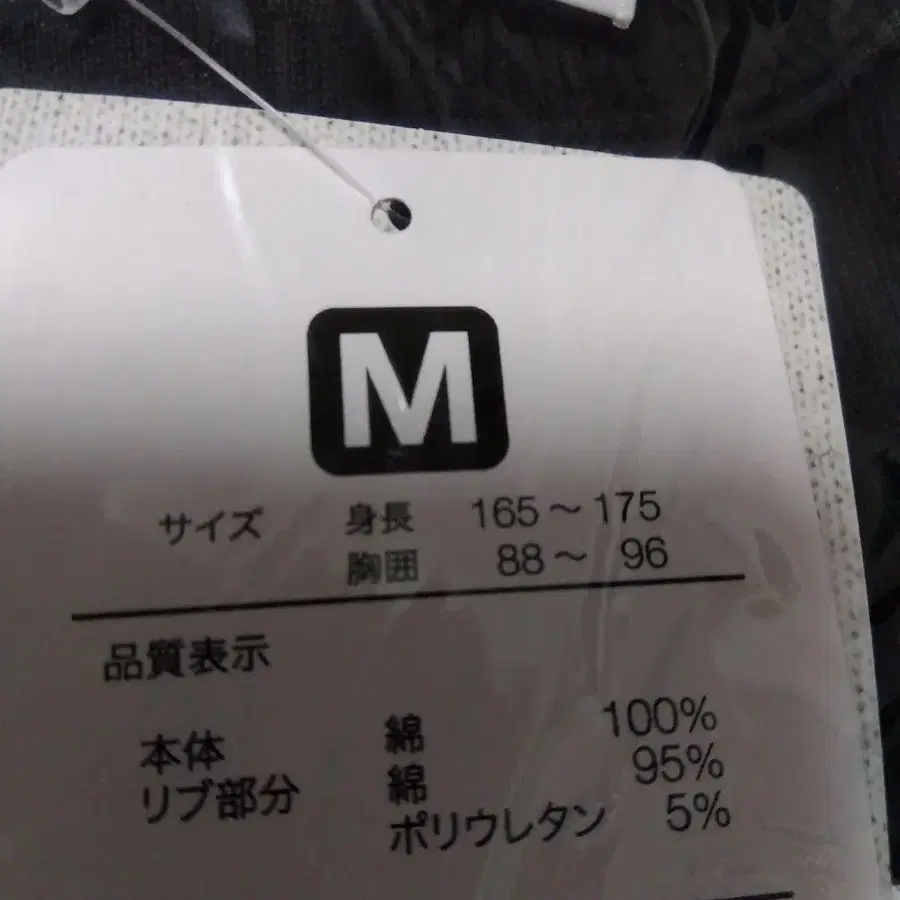 M
サイズ 身長 165～175
胸囲 88～ 96
品質表示
本体 綿 100%
リブ部分 綿 95%
ポリウレタン 5%